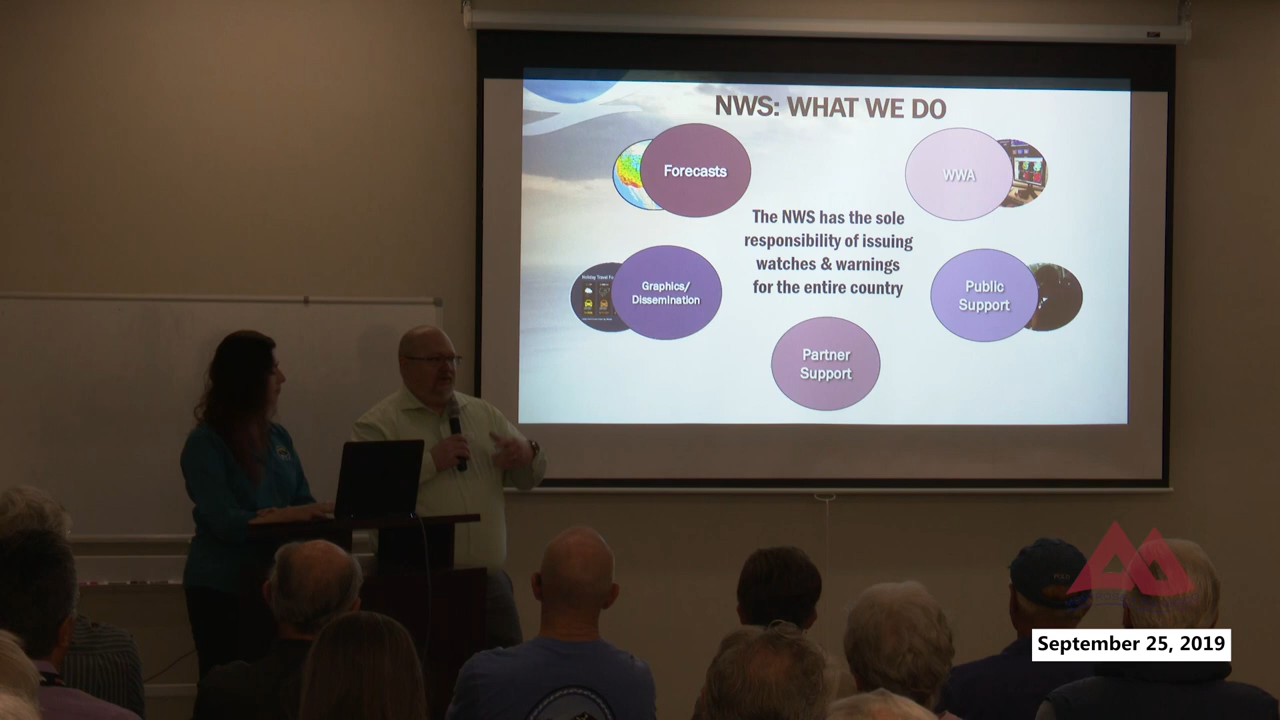 NWS: WHAT WE DO
Forecasts
WWA
The NWS has the sole
responsibility of issuing
watches & warnings
for the entire country
Graphics/
Dissemination
Public
Support
Partner
Support
September 25, 2019